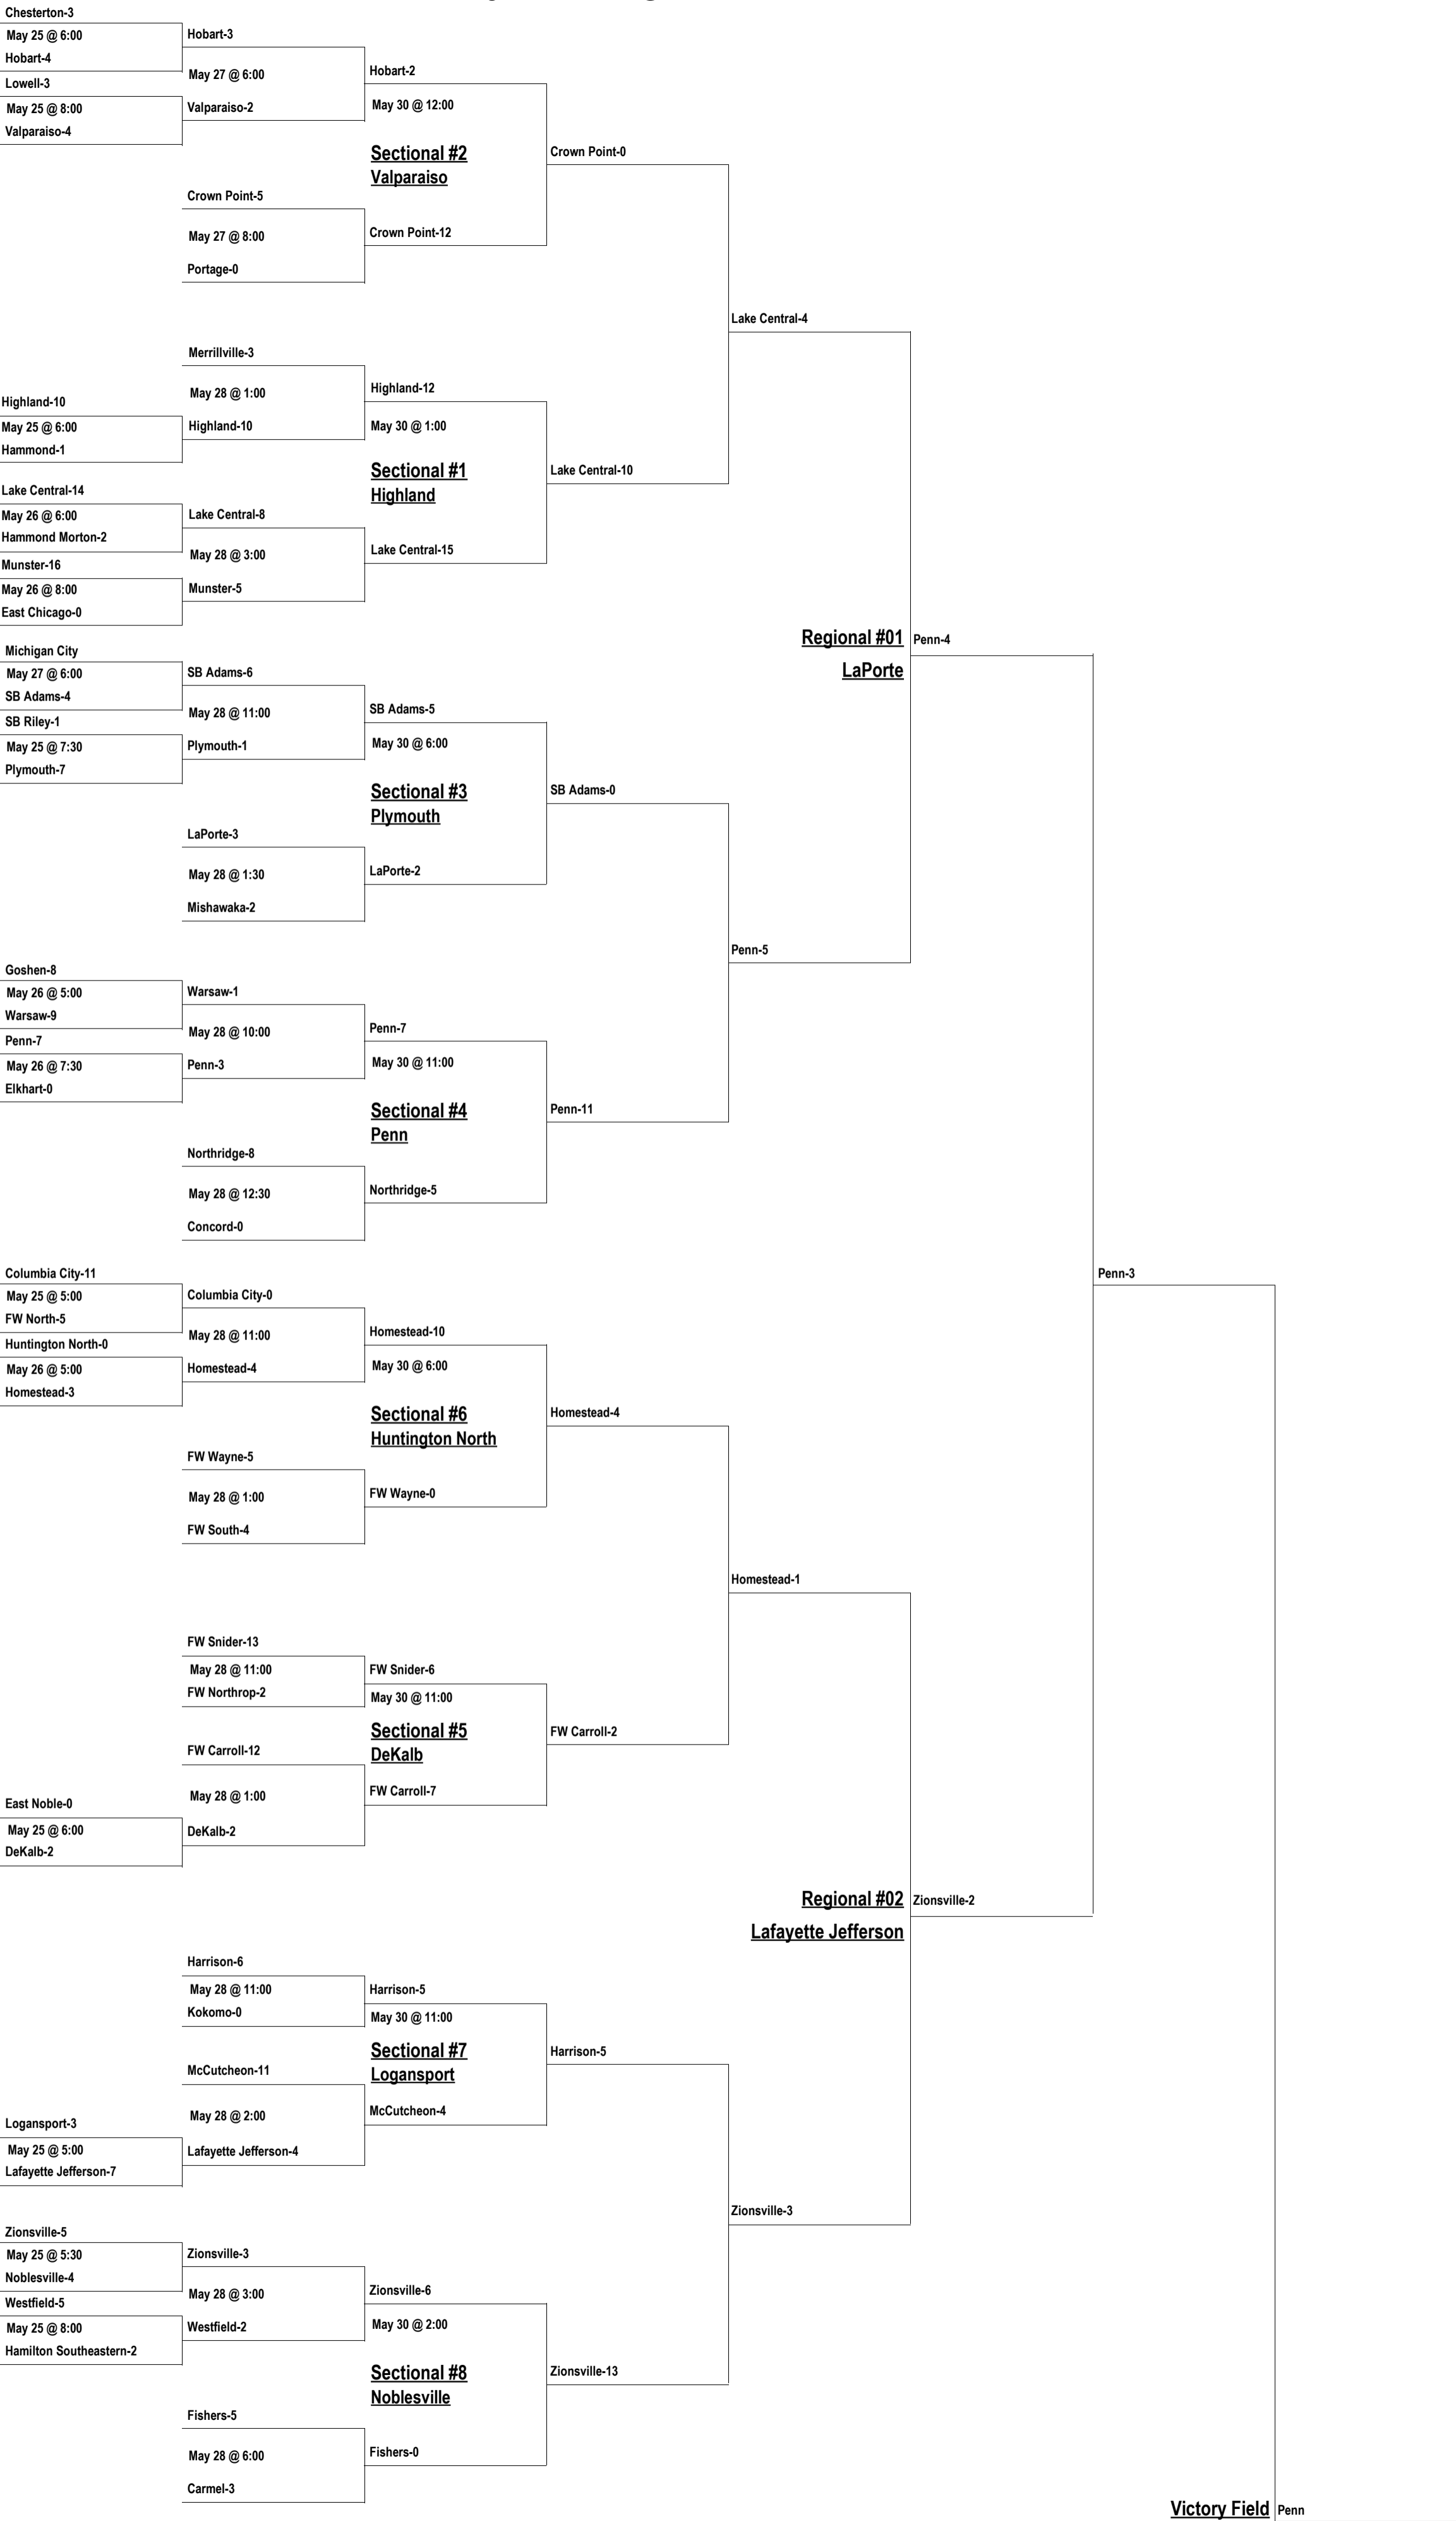 Chesterton-3
May 25 @ 6:00
Hobart-4
Lowell-3
May 25 @ 8:00
Valparaiso-4
Hobart-3
May 27 @ 6:00
Valparaiso-2
Hobart-2
May 30 @ 12:00
Sectional #2
Valparaiso
Crown Point-5
May 27 @ 8:00
Portage-0
Crown Point-12
Crown Point-0
Lake Central-4
Merrillville-3
May 28 @ 1:00
Highland-10
Highland-10
May 25 @ 6:00
Hammond-1
Highland-12
May 30 @ 1:00
Sectional #1
Highland
Lake Central-10
Lake Central-14
May 26 @ 6:00
Hammond Morton-2
Munster-16
May 26 @ 8:00
East Chicago-0
Lake Central-8
May 28 @ 3:00
Munster-5
Lake Central-15
Regional #01
LaPorte
Penn-4
Michigan City
May 27 @ 6:00
SB Adams-4
SB Riley-1
May 25 @ 7:30
Plymouth-7
SB Adams-6
May 28 @ 11:00
Plymouth-1
SB Adams-5
May 30 @ 6:00
Sectional #3
Plymouth
SB Adams-0
LaPorte-3
May 28 @ 1:30
Mishawaka-2
LaPorte-2
Penn-5
Goshen-8
May 26 @ 5:00
Warsaw-9
Penn-7
May 26 @ 7:30
Elkhart-0
Warsaw-1
May 28 @ 10:00
Penn-3
Penn-7
May 30 @ 11:00
Sectional #4
Penn
Penn-11
Northridge-8
May 28 @ 12:30
Concord-0
Northridge-5
Penn-3
Columbia City-11
May 25 @ 5:00
FW North-5
Huntington North-0
May 26 @ 5:00
Homestead-3
Columbia City-0
May 28 @ 11:00
Homestead-4
Homestead-10
May 30 @ 6:00
Sectional #6
Huntington North
Homestead-4
FW Wayne-5
May 28 @ 1:00
FW South-4
FW Wayne-0
Homestead-1
FW Snider-13
May 28 @ 11:00
FW Northrop-2
FW Snider-6
May 30 @ 11:00
Sectional #5
DeKalb
FW Carroll-2
FW Carroll-12
May 28 @ 1:00
DeKalb-2
FW Carroll-7
East Noble-0
May 25 @ 6:00
DeKalb-2
Regional #02
Lafayette Jefferson
Zionsville-2
Harrison-6
May 28 @ 11:00
Kokomo-0
Harrison-5
May 30 @ 11:00
Sectional #7
Logansport
Harrison-5
McCutcheon-11
May 28 @ 2:00
Lafayette Jefferson-4
McCutcheon-4
Logansport-3
May 25 @ 5:00
Lafayette Jefferson-7
Zionsville-3
Zionsville-5
May 25 @ 5:30
Noblesville-4
Westfield-5
May 25 @ 8:00
Hamilton Southeastern-2
Zionsville-3
May 28 @ 3:00
Westfield-2
Zionsville-6
May 30 @ 2:00
Sectional #8
Noblesville
Zionsville-13
Fishers-5
May 28 @ 6:00
Carmel-3
Fishers-0
Victory Field
Penn